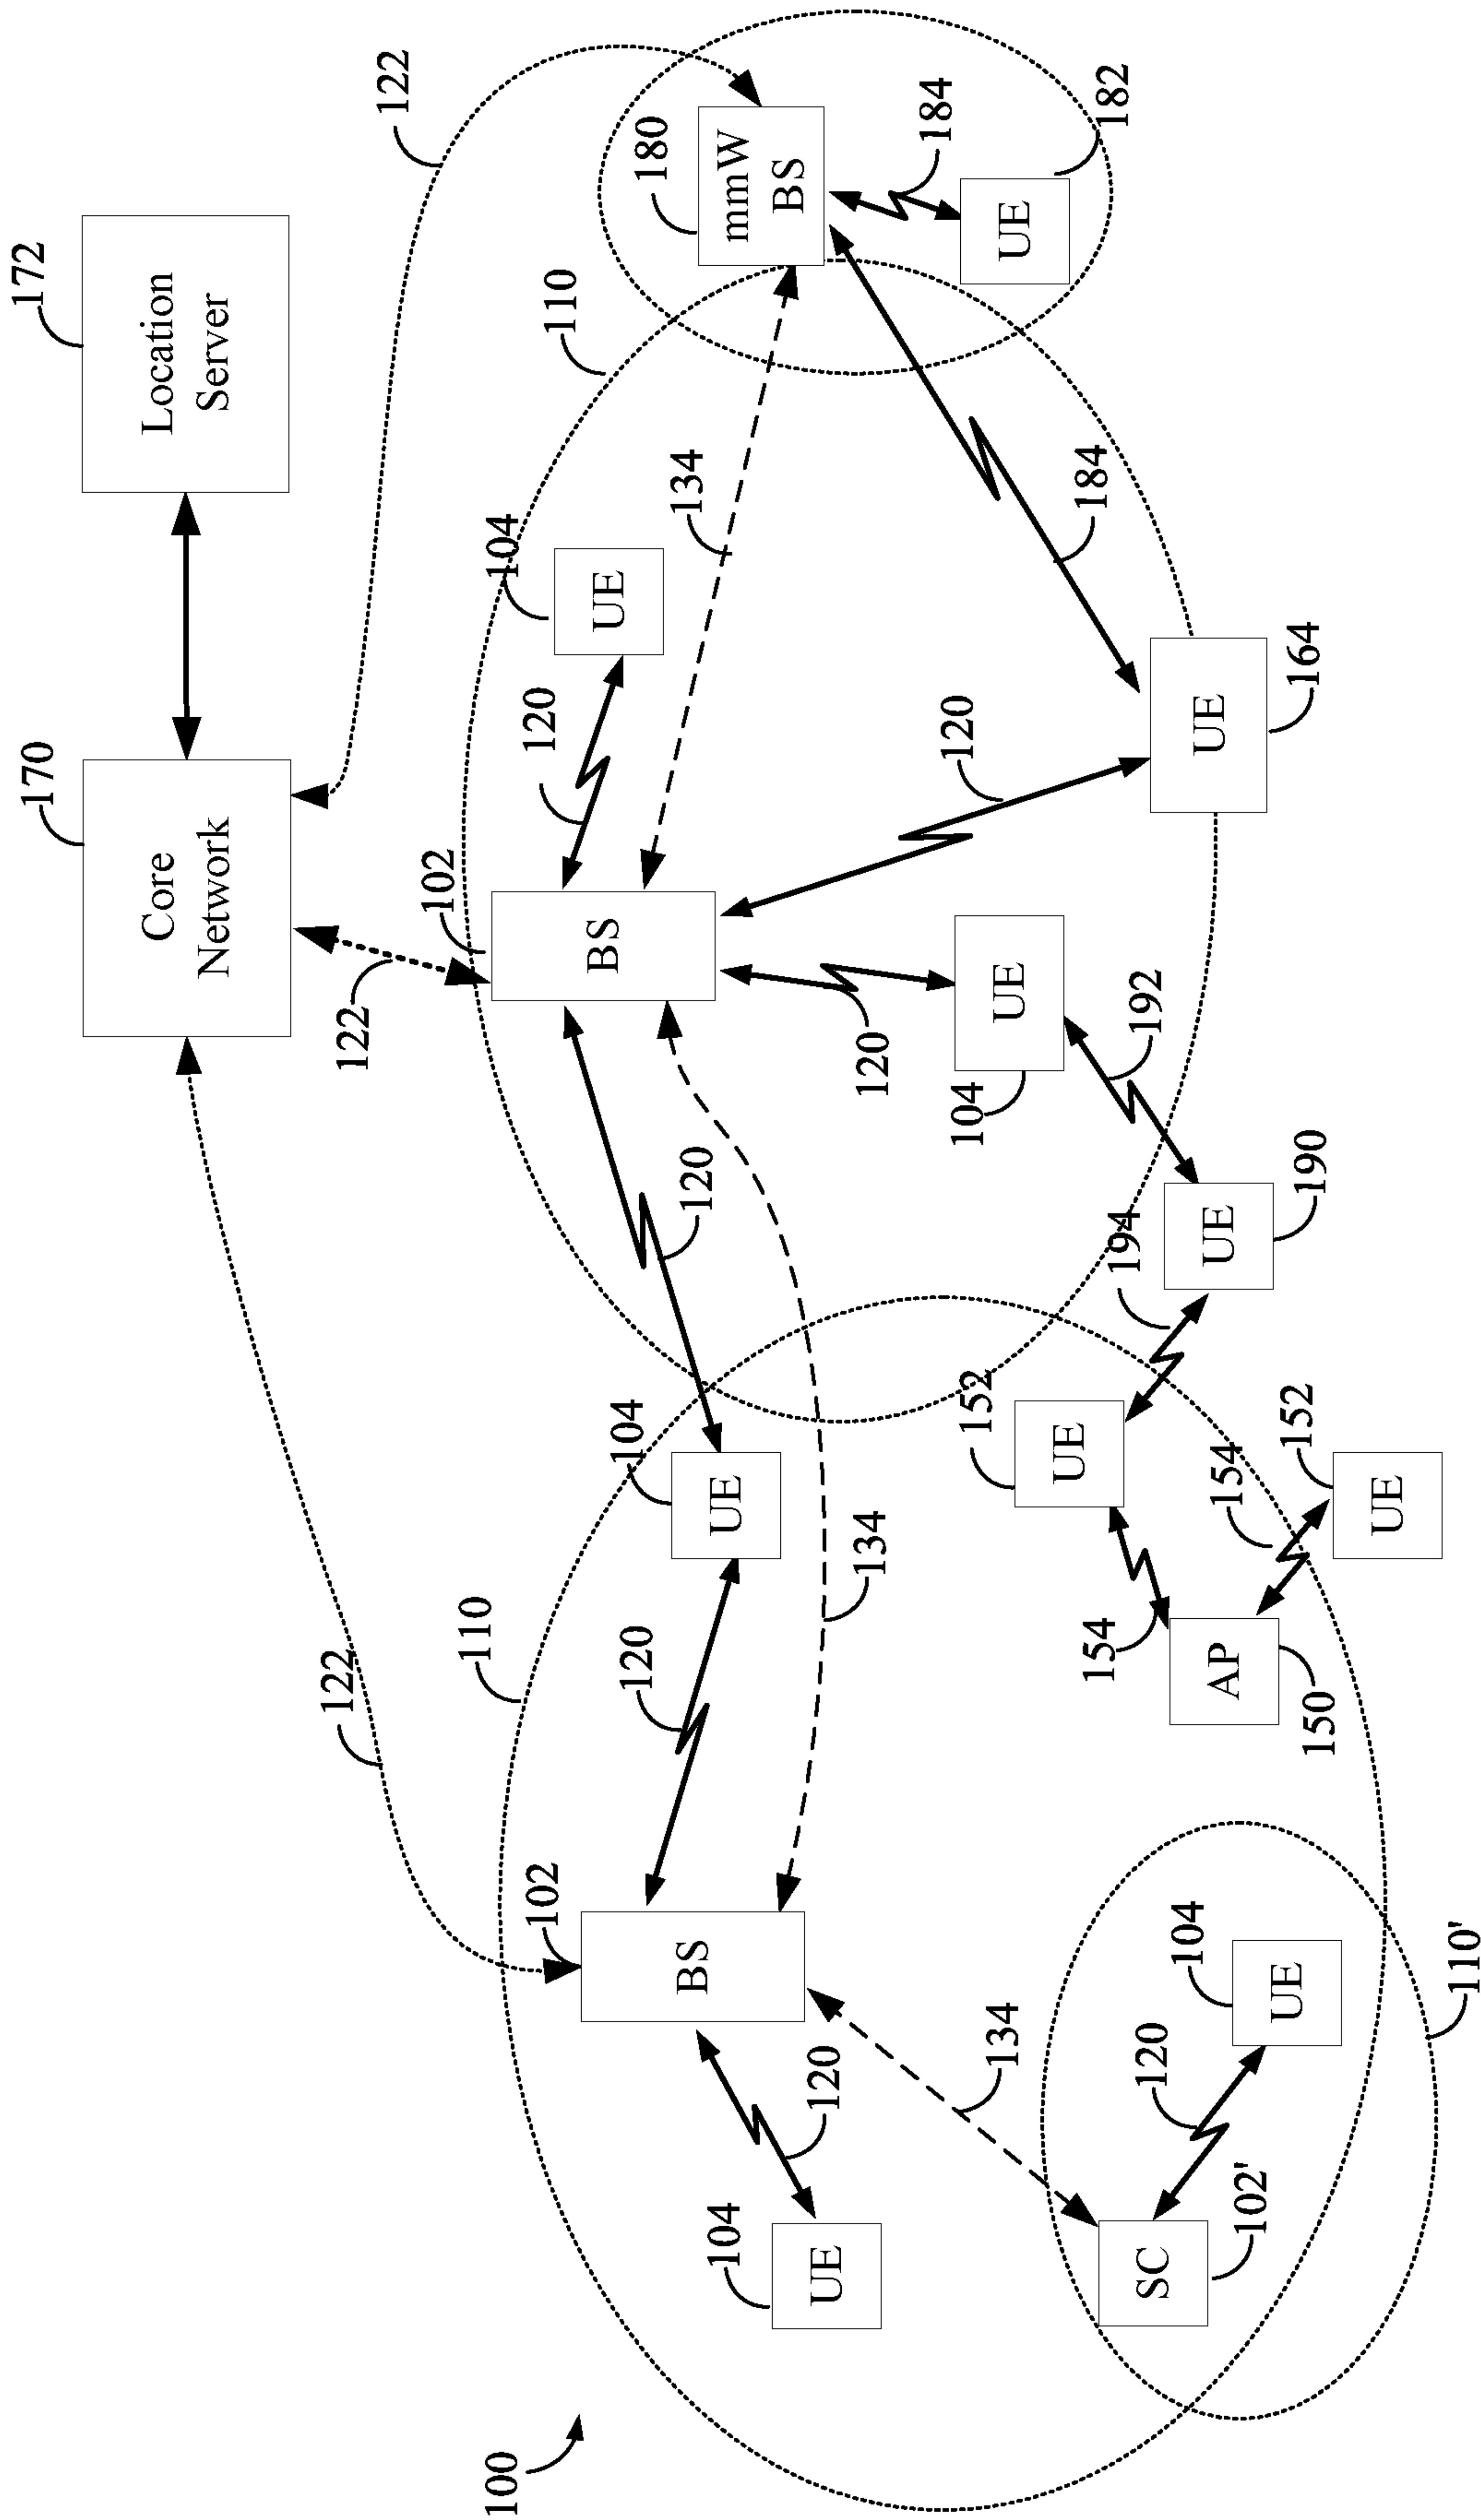 172
Location
Server
170
Core
Network
122
122
122
180
mmW
BS
184
182
UE
110
134
104
UE
120
102
BS
120
184
UE
164
120
UE
104
192
120
104
UE
134
194
UE
190
152
UE
152
UE
154
154
AP
150
110
120
102
BS
120
104
UE
134
SC
102'
120
104
UE
110'
100